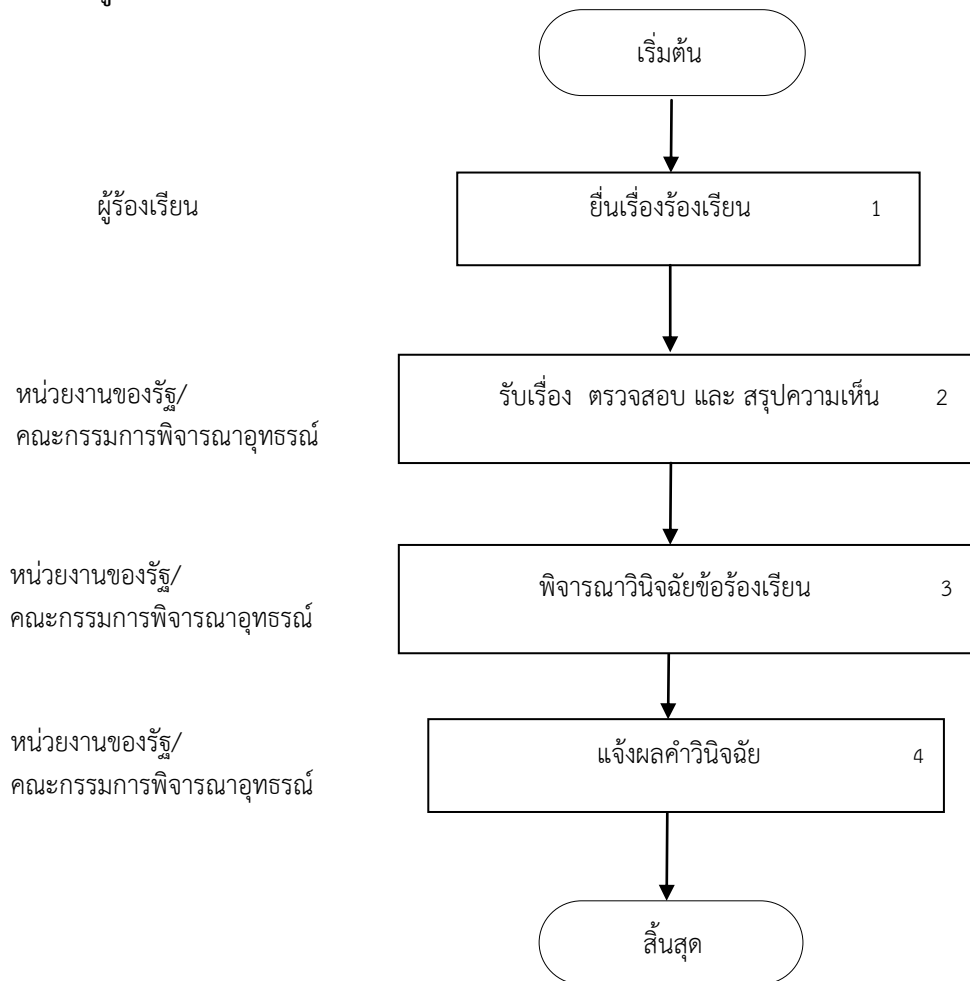 เริ่มต้น
ผู้ร้องเรียน
ยื่นเรื่องร้องเรียน 1
หน่วยงานของรัฐ/
คณะกรรมการพิจารณาอุทธรณ์
รับเรื่อง ตรวจสอบ และ สรุปความเห็น 2
หน่วยงานของรัฐ/
คณะกรรมการพิจารณาอุทธรณ์
พิจารณาวินิจฉัยข้อร้องเรียน 3
หน่วยงานของรัฐ/
คณะกรรมการพิจารณาอุทธรณ์
แจ้งผลคำวินิจฉัย 4
สิ้นสุด